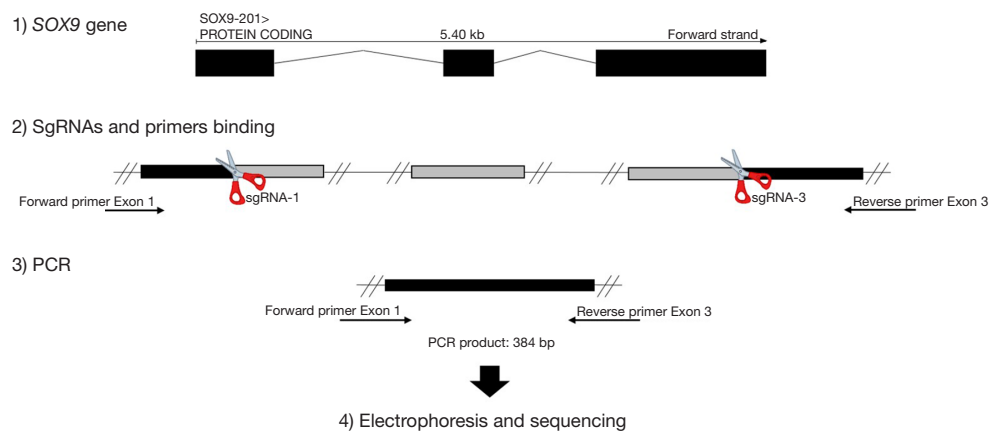 1) SOX9 gene
SOX9-201>
PROTEIN CODING
5.40 kb
Forward strand
2) SgRNAs and primers binding
Forward primer Exon 1
sgRNA-1
sgRNA-3
Reverse primer Exon 3
3) PCR
Forward primer Exon 1
Reverse primer Exon 3
PCR product: 384 bp
4) Electrophoresis and sequencing